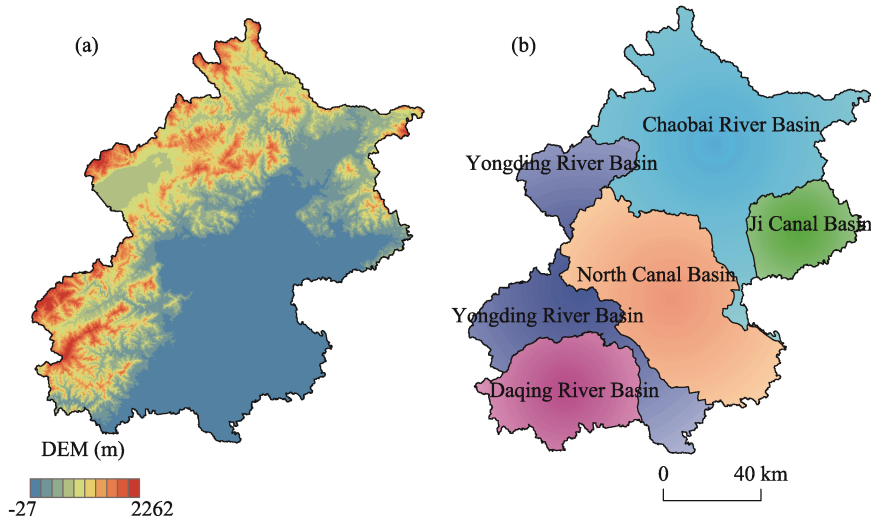 (a)
(b)
Chaobai River Basin
Yongding River Basin
Ji Canal Basin
North Canal Basin
Yongding River Basin
Daqing River Basin
DEM (m)
-27 2262
0 40 km